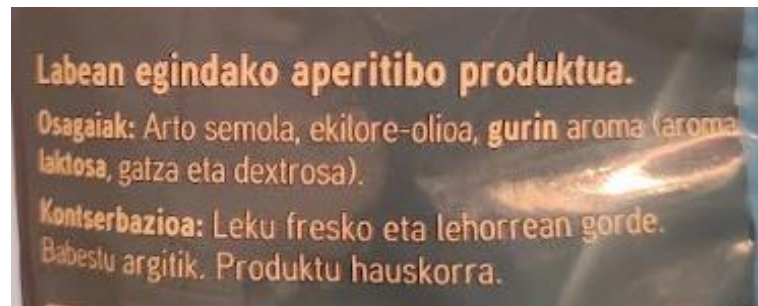 Labean egindako aperitibo produktua.
Osagaiak: Arto semola, ekilore-olioa, gurin aroma (aroma
laktosa, gatza eta dextrosa).
Kontserbazioa: Leku fresko eta lehorrean gorde.
Babestu argitik. Produktu hauskorra.